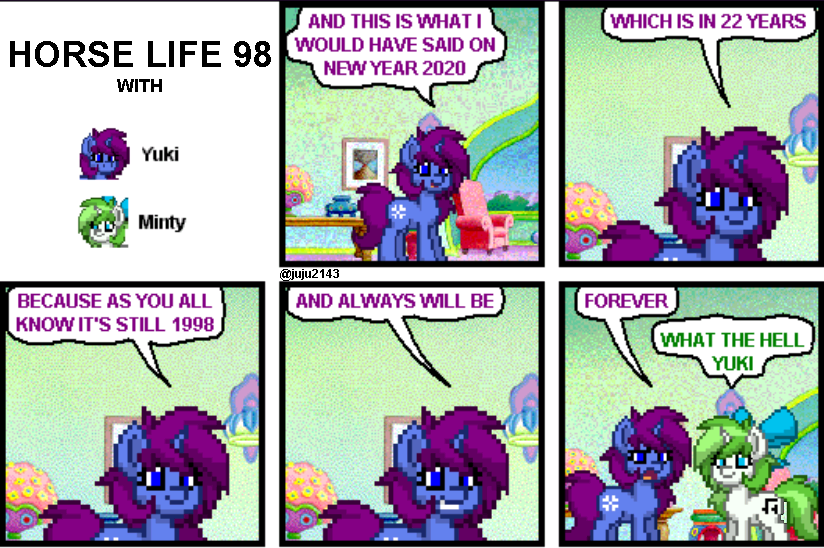 HORSE LIFE 98
WITH
Yuki
Minty
AND THIS IS WHAT I
WOULD HAVE SAID ON
NEW YEAR 2020
@juju2143
WHICH IS IN 22 YEARS
BECAUSE AS YOU ALL
KNOW IT'S STILL 1998
AND ALWAYS WILL BE
FOREVER
WHAT THE HELL
YUKI